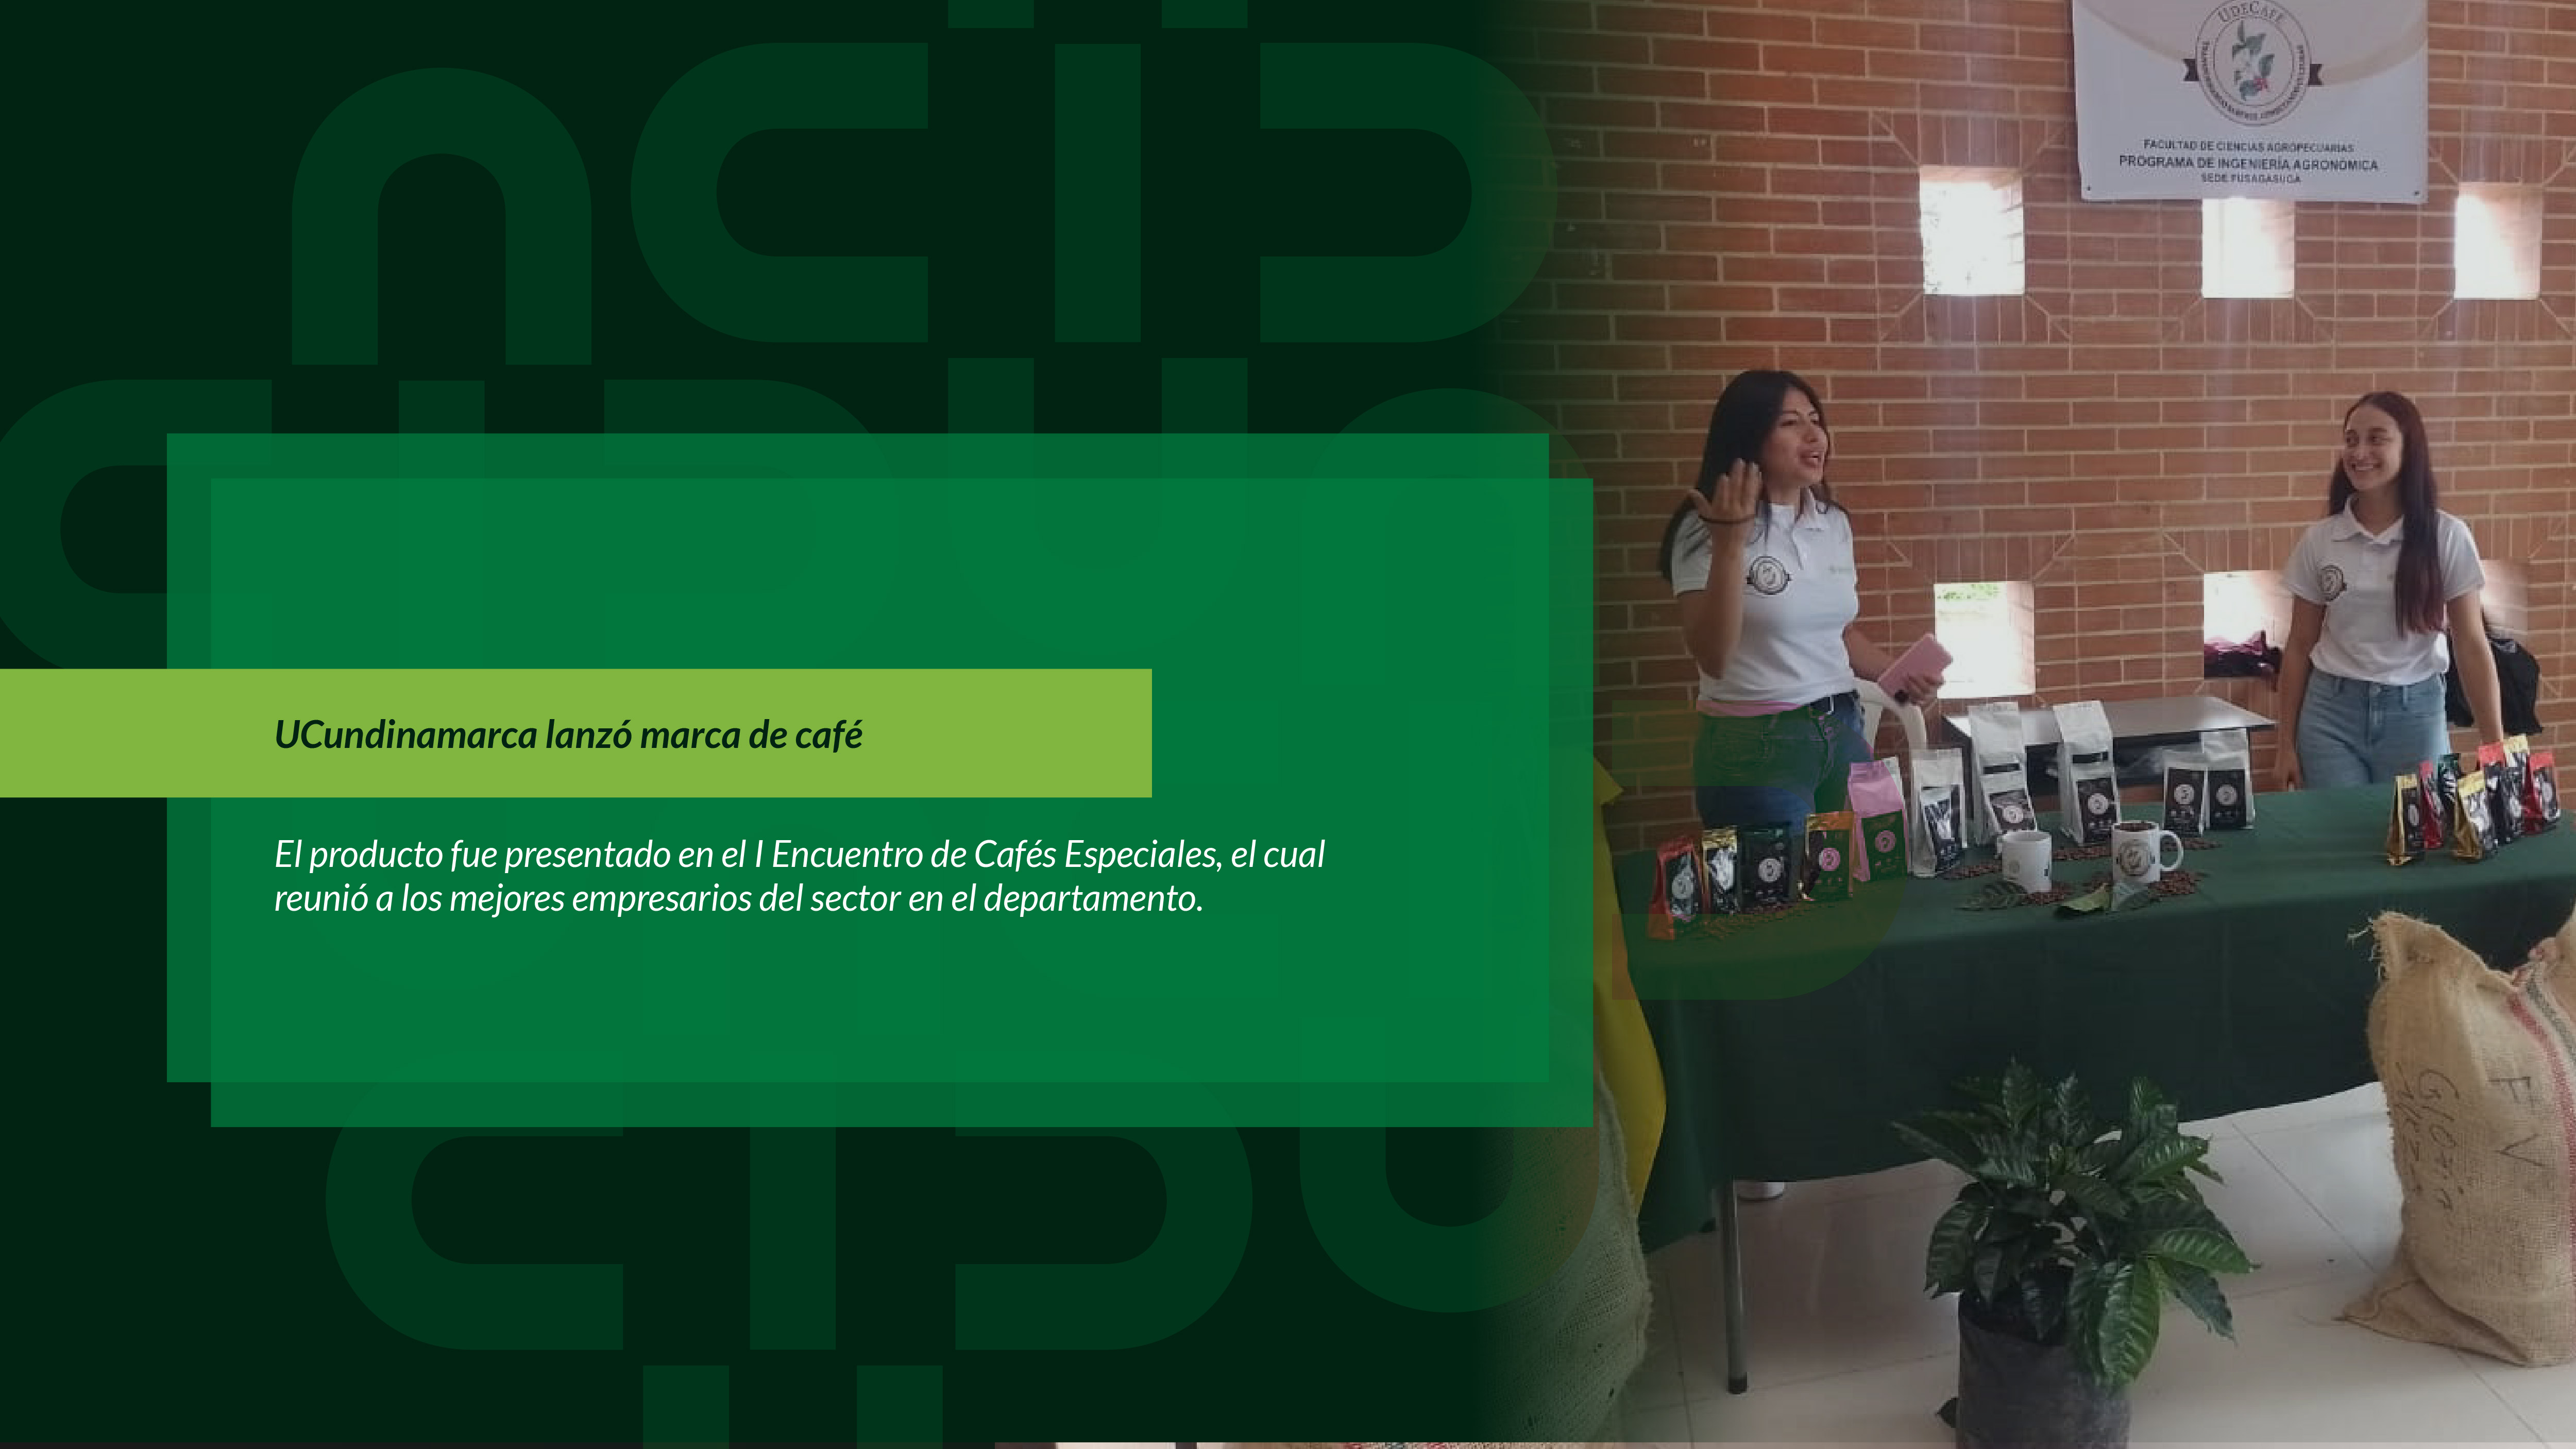 UDECAFÉ
FACULTAD DE CIENCIAS AGROPECUARIAS
PROGRAMA DE INGENIERÍA AGRONÓMICA
SEDE FUSAGASUGÁ
UCundinamarca lanzó marca de café
El producto fue presentado en el I Encuentro de Cafés Especiales, el cual
reunió a los mejores empresarios del sector en el departamento.